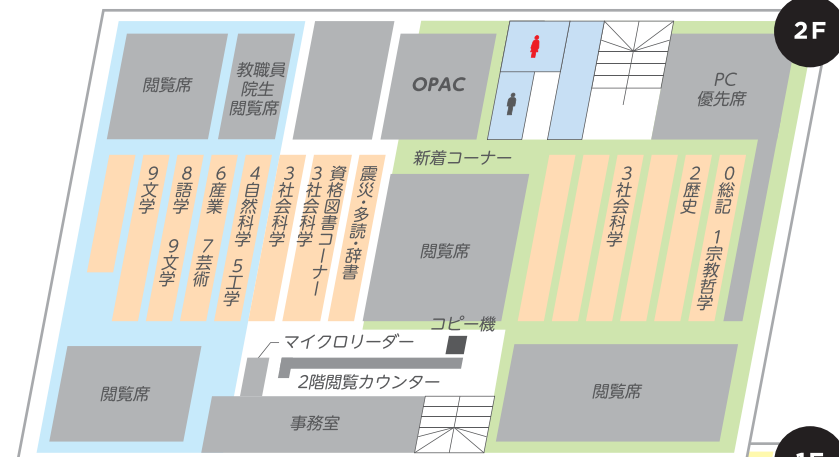 2F
閲覧席
教職員
院生
閲覧席
OPAC
PC
優先席
新着コーナー
9文学
8語学 9文学
6産業 7芸術
4自然科学 5工学
3社会科学
3社会科学
資格図書コーナー
震災・多読・辞書
閲覧席
3社会科学
2歴史
0総記 1宗教哲学
コピー機
マイクロリーダー
2階閲覧カウンター
閲覧席
事務室
閲覧席
1F